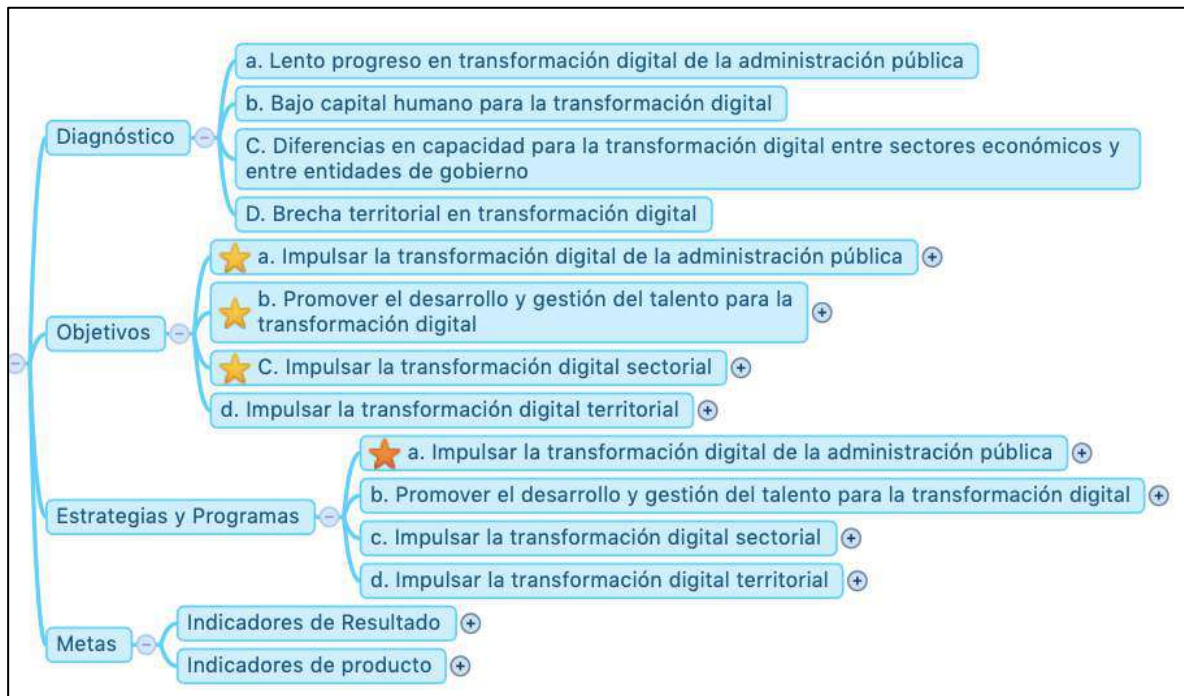 Diagnóstico
a. Lento progreso en transformación digital de la administración pública
b. Bajo capital humano para la transformación digital
C. Diferencias en capacidad para la transformación digital entre sectores económicos y
entre entidades de gobierno
D. Brecha territorial en transformación digital
Objetivos
a. Impulsar la transformación digital de la administración pública
b. Promover el desarrollo y gestión del talento para la
transformación digital
C. Impulsar la transformación digital sectorial
d. Impulsar la transformación digital territorial
Estrategias y Programas
a. Impulsar la transformación digital de la administración pública
b. Promover el desarrollo y gestión del talento para la transformación digital
c. Impulsar la transformación digital sectorial
d. Impulsar la transformación digital territorial
Metas
Indicadores de Resultado
Indicadores de producto